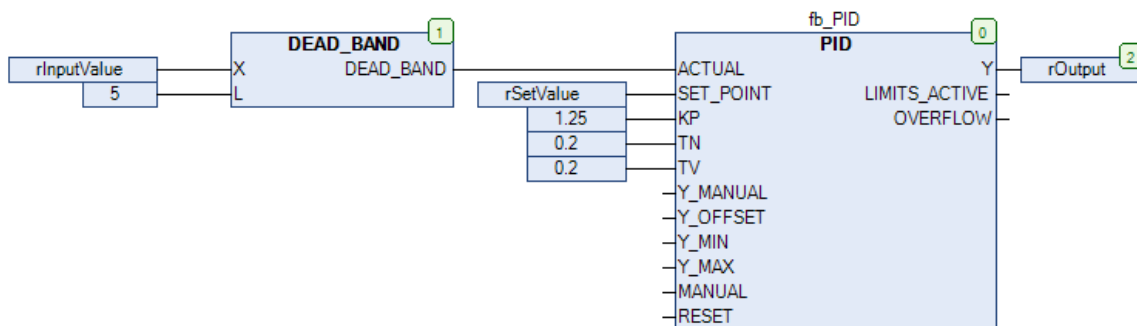 DEAD_BAND 1
rInputValue X DEAD_BAND
5 L
fb_PID
PID 0
ACTUAL Y rOutput 2
rSetValue SET_POINT LIMITS_ACTIVE
1.25 KP OVERFLOW
0.2 TN
0.2 TV
Y_MANUAL
Y_OFFSET
Y_MIN
Y_MAX
MANUAL
RESET